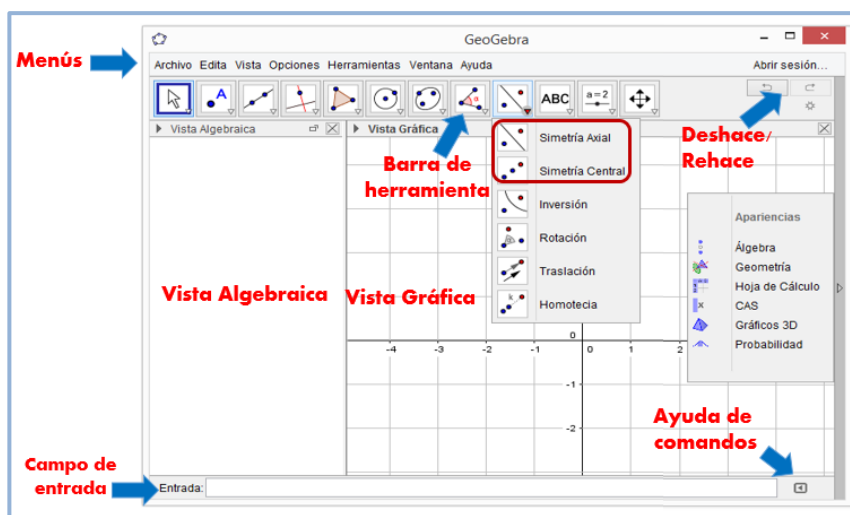 GeoGebra
Menús
Archivo Edita Vista Opciones Herramientas Ventana Ayuda
Abrir sesión...
A
α
ABC
a=2
Vista Algebraica
Vista Gráfica
Deshace/
Rehace
Barra de
herramienta
Simetría Axial
Simetría Central
Inversión
Rotación
Traslación
k
Homotecia
Apariencias
Álgebra
Geometría
Hoja de Cálculo
CAS
Gráficos 3D
Probabilidad
Vista Algebraica
Vista Gráfica
0
-4 -3 -2 -1 0 1 2
-1
-2
Ayuda de
comandos
Campo de
entrada
Entrada: